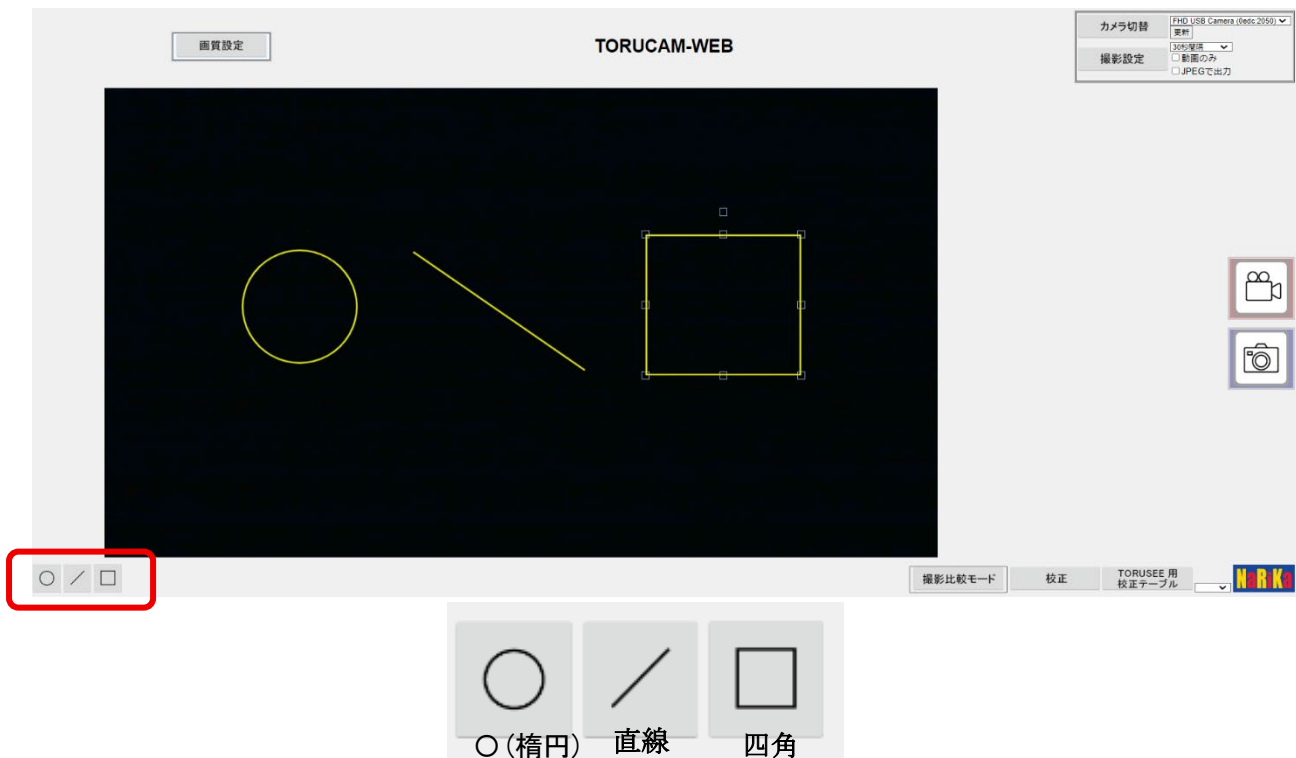 画質設定
TORUCAM-WEB
カメラ切替
FHD USB Camera (0edc:2050)
更新
撮影設定
30秒間隔
動画のみ
JPEGで出力
撮影比較モード
校正
TORUSEE 用
校正テーブル
NaRiKa
〇(楕円)
直線
四角